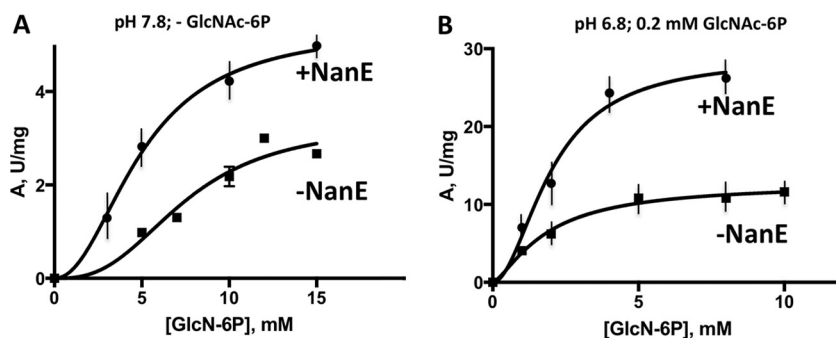 A
pH 7.8; - GlcNAc-6P
A, U/mg
4
2
0
+NanE
-NanE
0
5
10
15
[GlcN-6P], mM
B
pH 6.8; 0.2 mM GlcNAc-6P
A, U/mg
30
20
10
0
+NanE
-NanE
0
5
10
[GlcN-6P], mM